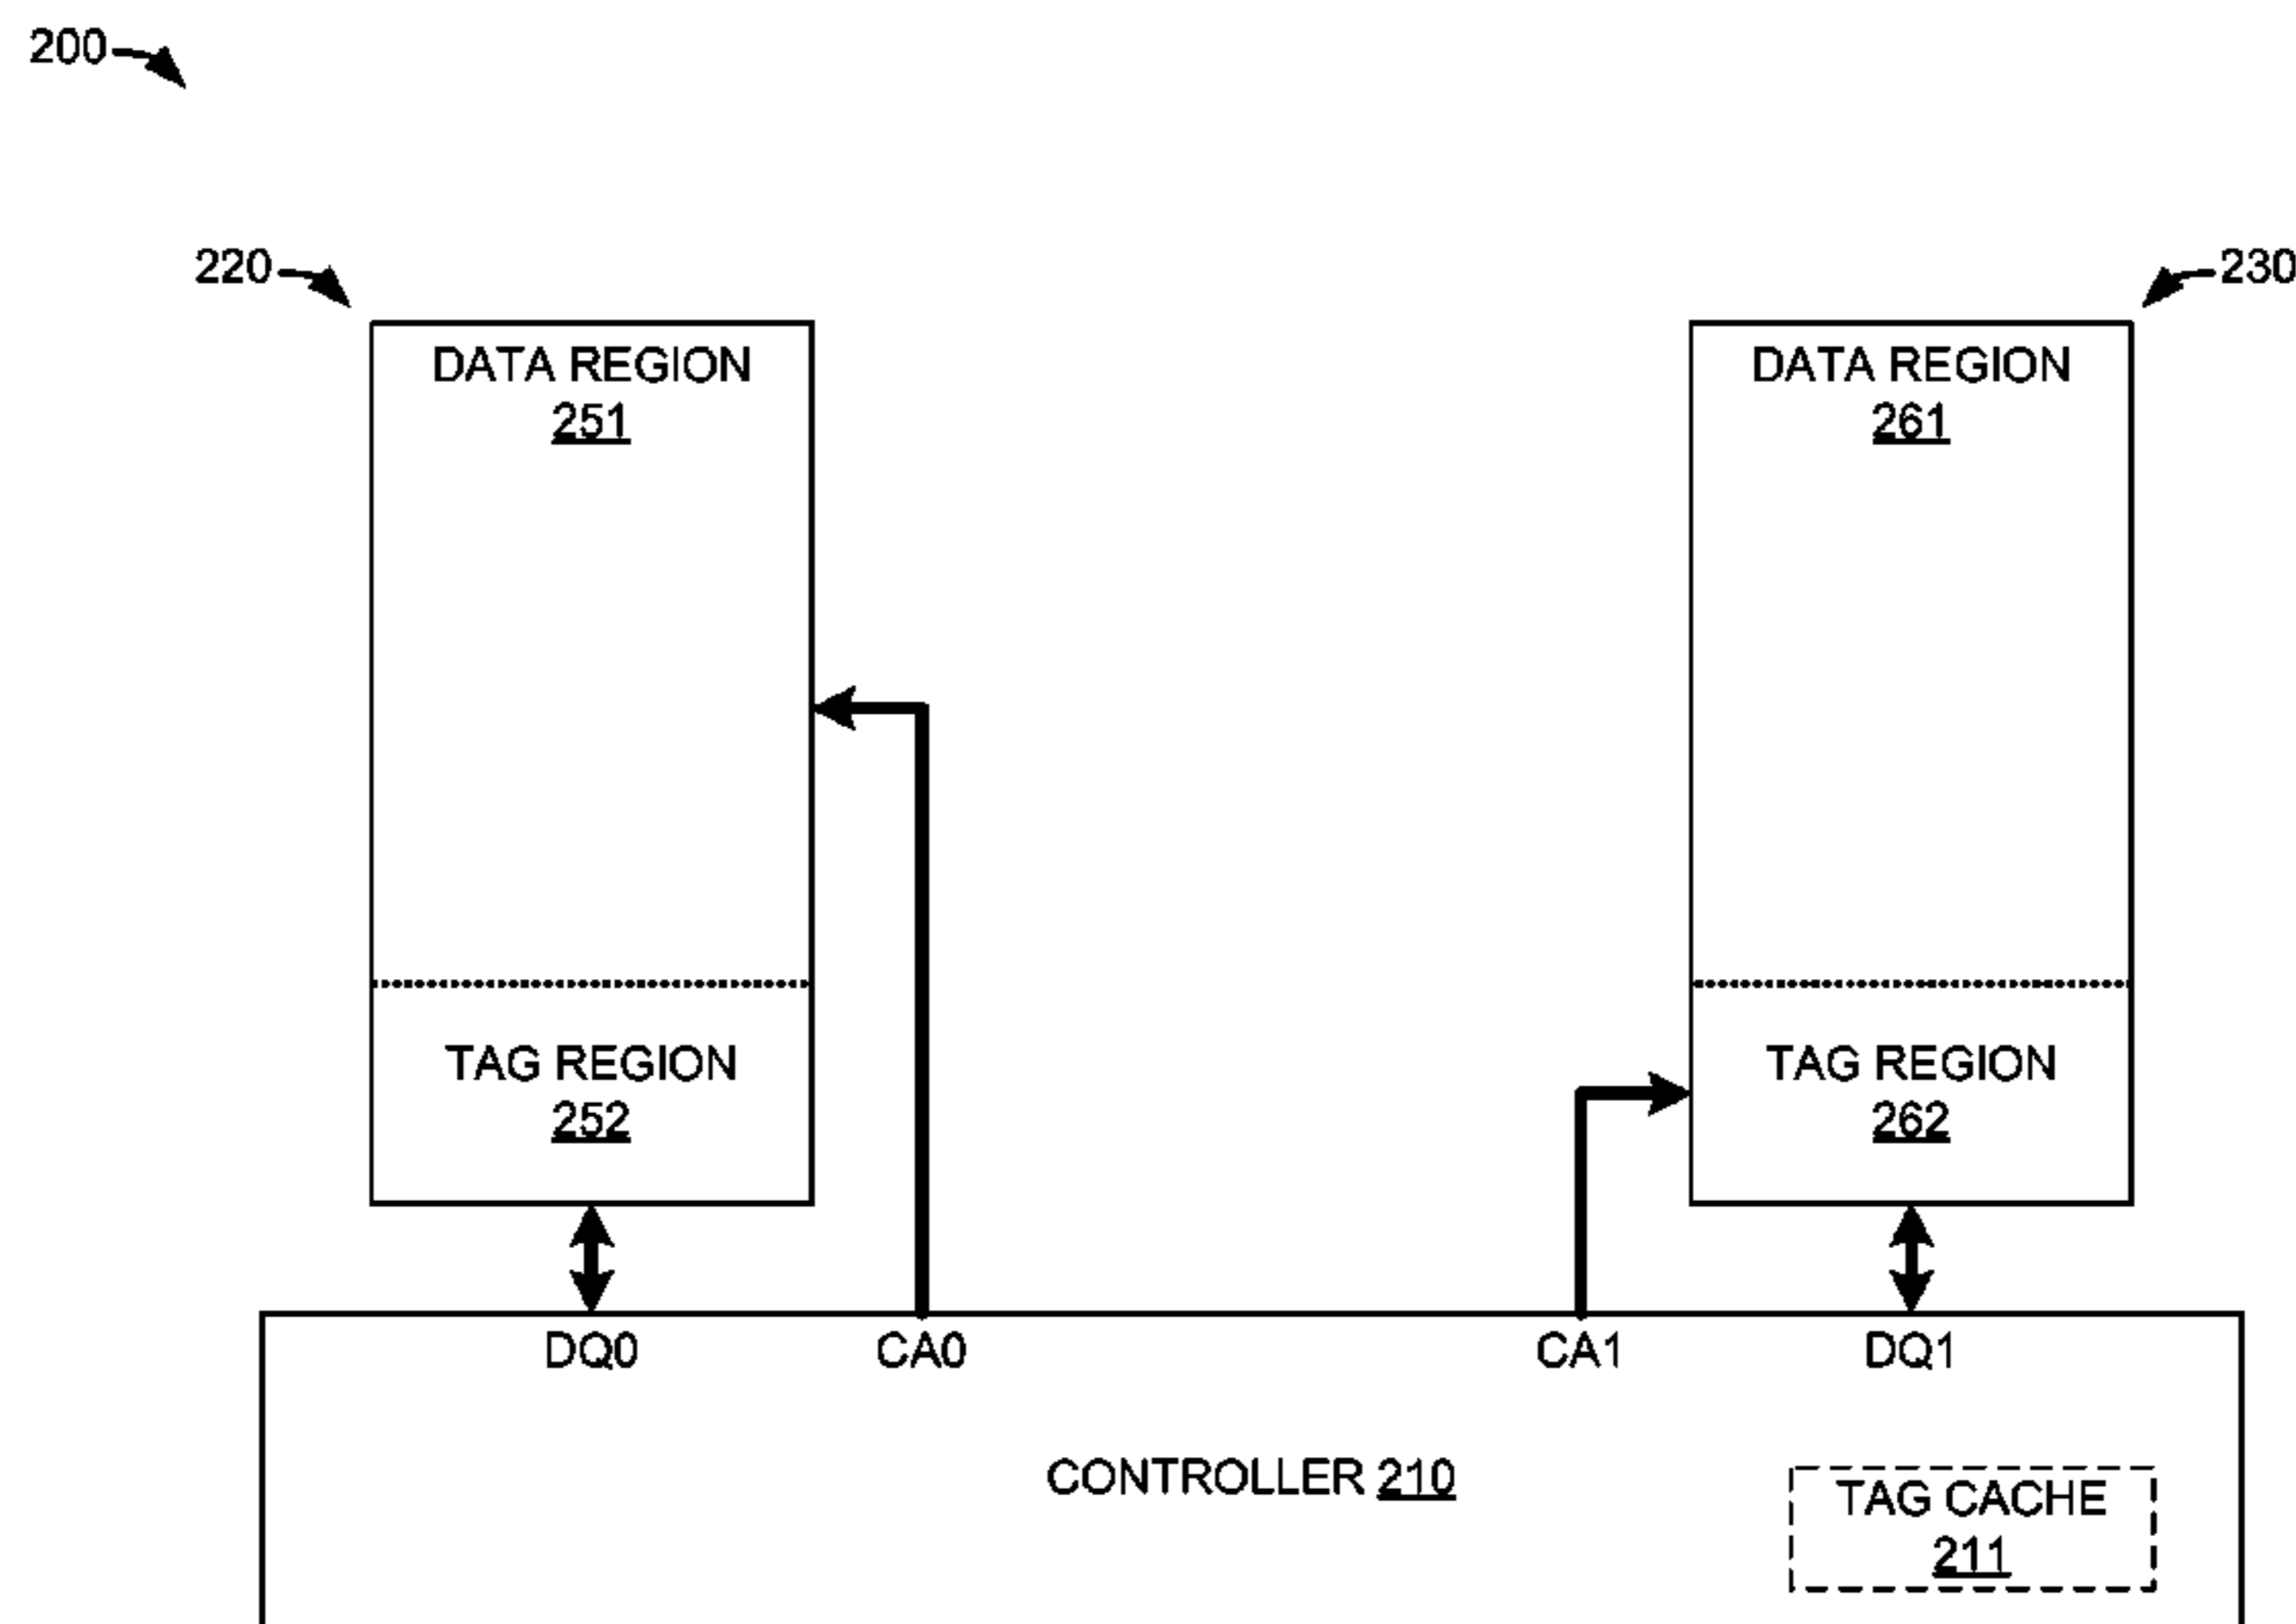 200
220
230
DATA REGION
251
DATA REGION
261
TAG REGION
252
TAG REGION
262
DQ0
CA0
CA1
DQ1
CONTROLLER 210
TAG CACHE
211